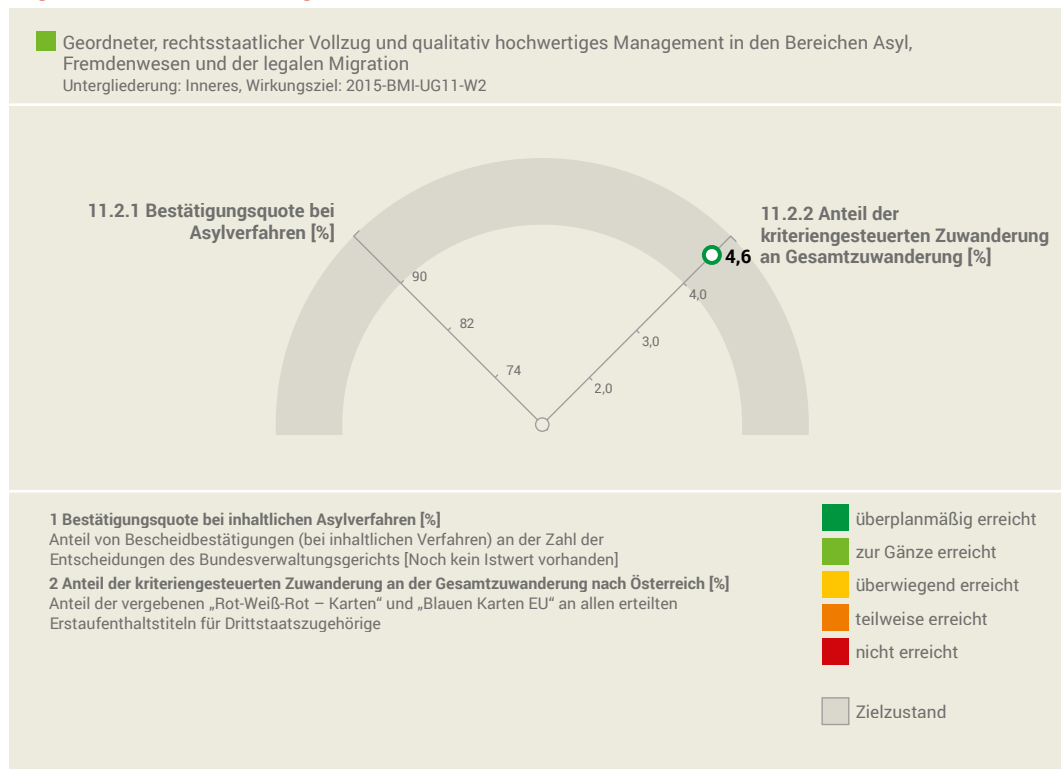 Geordneter, rechtsstaatlicher Vollzug und qualitativ hochwertiges Management in den Bereichen Asyl,
Fremdenwesen und der legalen Migration
Untergliederung: Inneres, Wirkungsziel: 2015-BMI-UG11-W2
11.2.1 Bestätigungsquote bei
Asylverfahren [%]
11.2.2 Anteil der
kriteriengesteuerten Zuwanderung
an Gesamtzuwanderung [%]
4,6
90
82
74
4,0
3,0
2,0
1 Bestätigungsquote bei inhaltlichen Asylverfahren [%]
Anteil von Bescheidbestätigungen (bei inhaltlichen Verfahren) an der Zahl der
Entscheidungen des Bundesverwaltungsgerichts [Noch kein Istwert vorhanden]
2 Anteil der kriteriengesteuerten Zuwanderung an der Gesamtzuwanderung nach Österreich [%]
Anteil der vergebenen „Rot-Weiß-Rot – Karten“ und „Blauen Karten EU“ an allen erteilten
Erstaufenthaltstiteln für Drittstaatszugehörige
überplanmäßig erreicht
zur Gänze erreicht
überwiegend erreicht
teilweise erreicht
nicht erreicht
Zielzustand